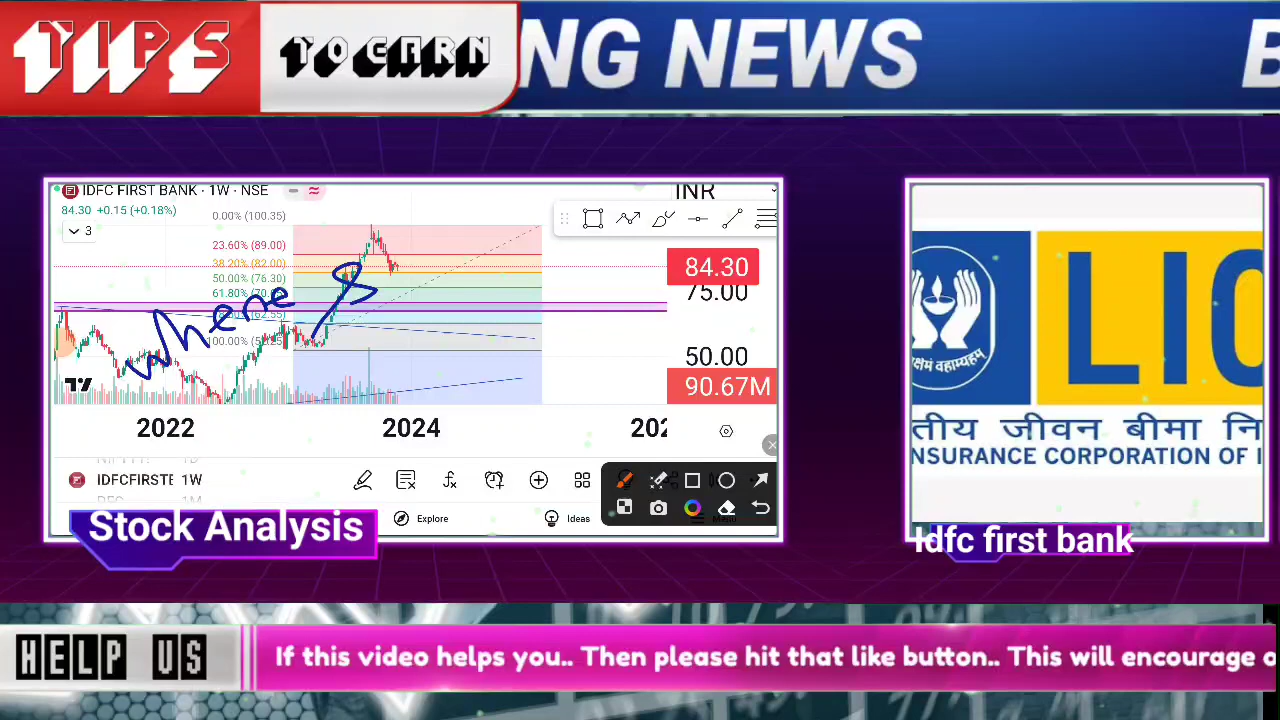 TIPS
TO EARN
NG NEWS
B
IDFC FIRST BANK · 1W · NSE
INR
84.30 +0.15 (+0.18%)
3
0.00% (100.35)
23.60% (89.00)
38.20% (82.00)
50.00% (76.30)
84.30
75.00
50.00
90.67M
where
2022
2024
202
IDFCFIRSTB 1W
Explore
Ideas
Stock Analysis
LIC
क्षेमं वहाम्यहम्
तीय जीवन बीमा नि
NSURANCE CORPORATION OF I
Idfc first bank
HELP US
If this video helps you.. Then please hit that like button.. This will encourage o